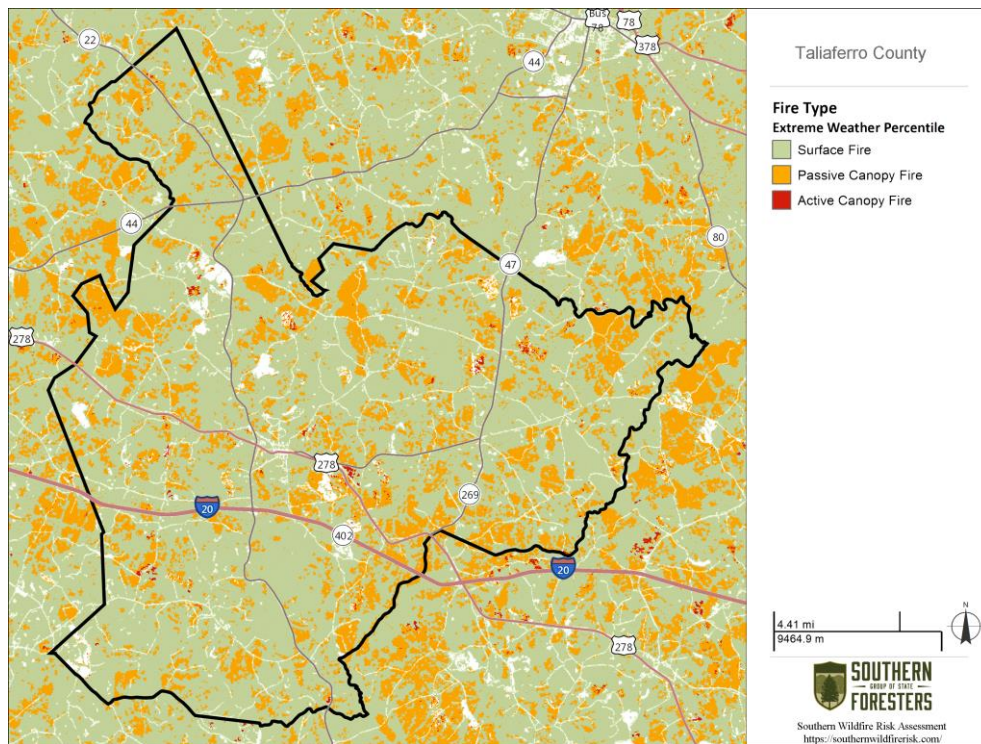 Taliaferro County
Fire Type
Extreme Weather Percentile
Surface Fire
Passive Canopy Fire
Active Canopy Fire
22
Bus
78
78
378
44
44
80
47
278
278
269
20
402
20
278
N
4.41 mi
9464.9 m
SOUTHERN
GROUP OF STATE
FORESTERS
Southern Wildfire Risk Assessment
https://southernwildfirerisk.com/